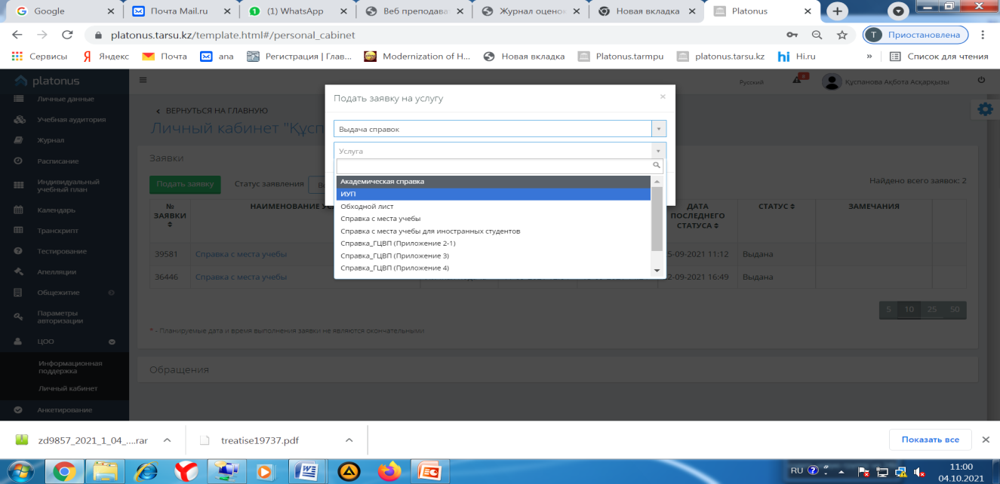 Google
Почта Mail.ru
(1) WhatsApp
Веб преподава
Журнал оценок
Новая вкладка
Platonus
platonus.tarsu.kz/template.html#/personal_cabinet
Т Приостановлена
Сервисы
Яндекс
Почта
ana
Регистрация | Глав...
Modernization of H...
Новая вкладка
Platonus.tarmpu
platonus.tarsu.kz
hi Hi.ru
»
Список для чтения
platonus
Русский
Құспанова Ақбота Асқарқызы
Личные данные
Учебная аудитория
Журнал
Расписание
Индивидуальный
учебный план
Календарь
Транскрипт
Тестирование
Апелляции
Общежитие
Параметры
авторизации
ЦОО
Информационная
поддержка
Личный кабинет
Анкетирование
ВЕРНУТЬСЯ НА ГЛАВНУЮ
Личный кабинет "Құсп
Заявки
Подать заявку
Статус заявления
Найдено всего заявок: 2
№
ЗАЯВКИ
НАИМЕНОВАНИЕ
ДАТА
ПОСЛЕДНЕГО
СТАТУСА
СТАТУС
ЗАМЕЧАНИЯ
39581
Справка с места учебы
5-09-2021 11:12
Выдана
36446
Справка с места учебы
2-09-2021 16:49
Выдана
5 10 25 50
* - Планируемые дата и время выполнения заявки не являются окончательными
Обращения
Подать заявку на услугу
×
Выдача справок
Услуга
Академическая справка
ИУП
Обходной лист
Справка с места учебы
Справка с места учебы для иностранных студентов
Справка_ГЦВП (Приложение 2-1)
Справка_ГЦВП (Приложение 3)
Справка_ГЦВП (Приложение 4)
zd9857_2021_1_04_....rar
treatise19737.pdf
Показать все
RU
11:00
04.10.2021